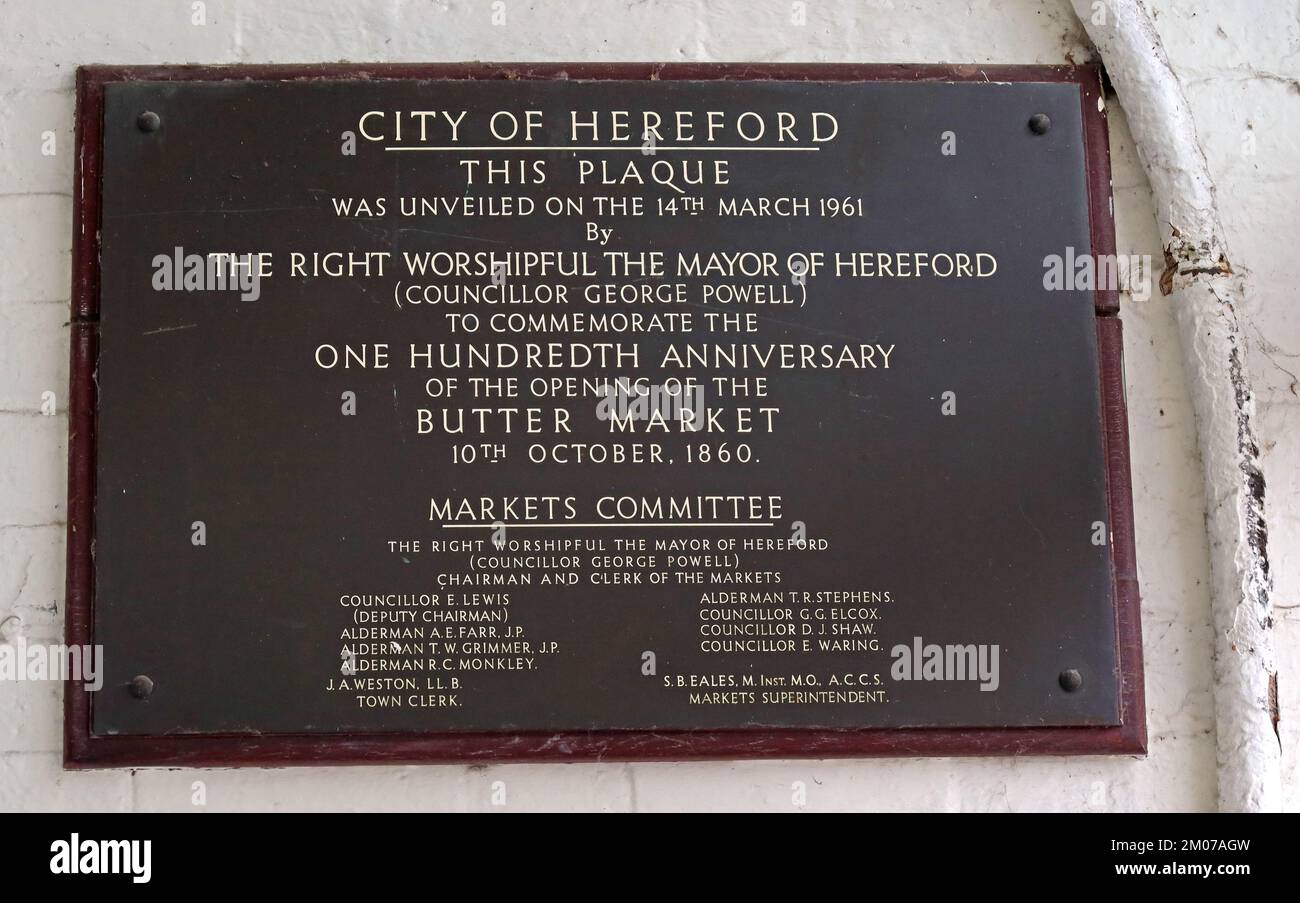 CITY OF HEREFORD
THIS PLAQUE
WAS UNVEILED ON THE 14TH MARCH 1961
By
THE RIGHT WORSHIPFUL THE MAYOR OF HEREFORD
(COUNCILLOR GEORGE POWELL)
TO COMMEMORATE THE
ONE HUNDREDTH ANNIVERSARY
OF THE OPENING OF THE
BUTTER MARKET
10TH OCTOBER, 1860.
MARKETS COMMITTEE
THE RIGHT WORSHIPFUL THE MAYOR OF HEREFORD
(COUNCILLOR GEORGE POWELL)
CHAIRMAN AND CLERK OF THE MARKETS
COUNCILLOR E. LEWIS
(DEPUTY CHAIRMAN)
ALDERMAN A.E. FARR, J.P.
ALDERMAN T.W. GRIMMER, J.P.
ALDERMAN R.C. MONKLEY.
ALDERMAN T.R. STEPHENS.
COUNCILLOR G.G. ELCOX.
COUNCILLOR D.J. SHAW.
COUNCILLOR E. WARING.
J.A. WESTON, LL.B.
TOWN CLERK.
S.B. EALES, M. INST. M.O., A.C.C.S.
MARKETS SUPERINTENDENT.
alamy
a
alamy
Image ID: 2M07AGW
www.alamy.com